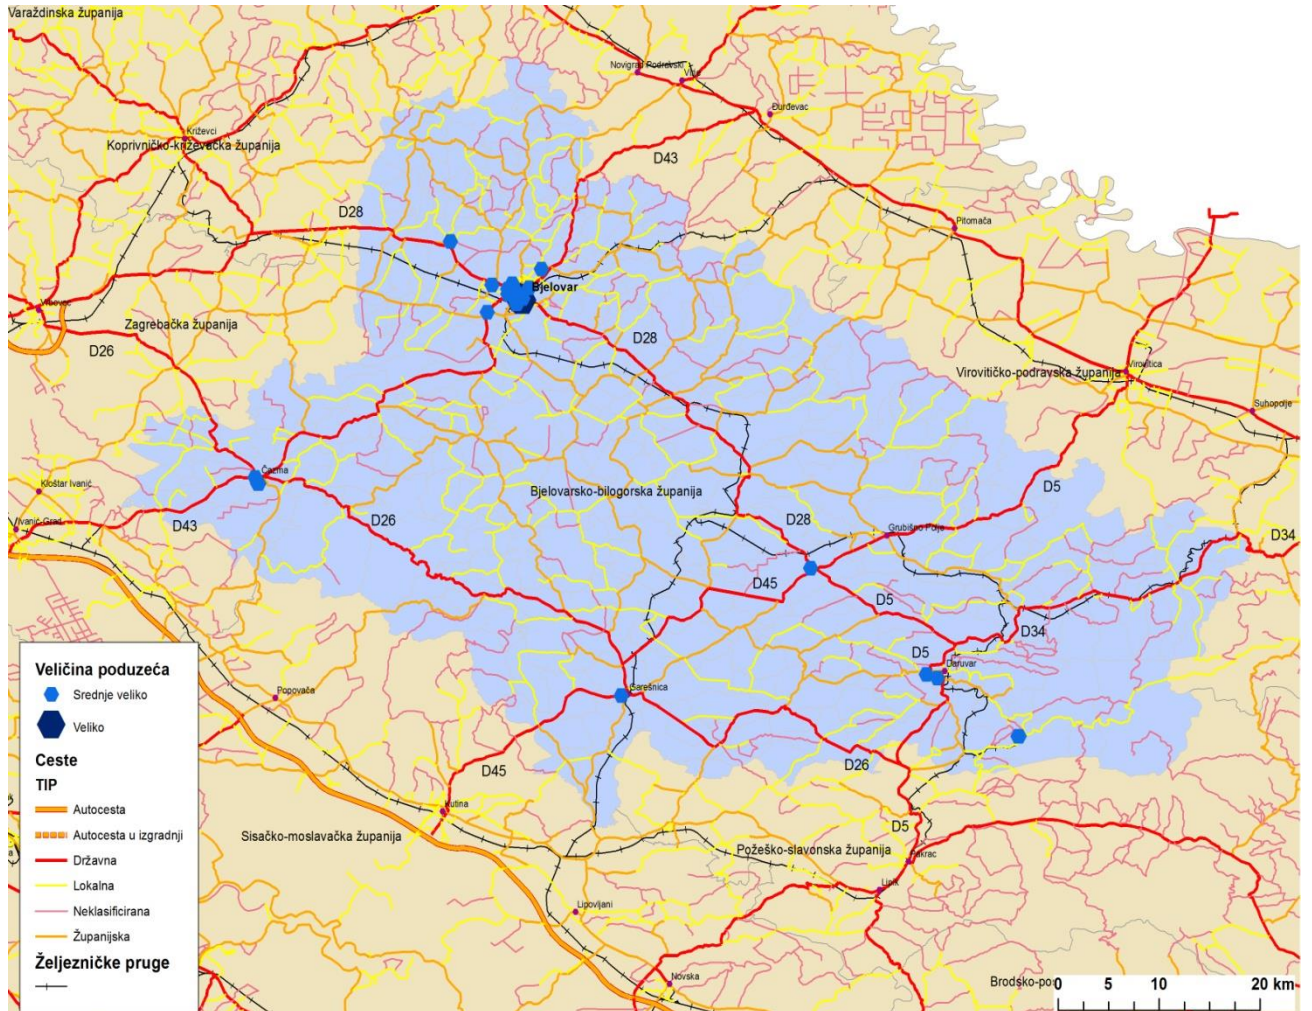 Varaždinska županija
Novigrad Podravski
Virje
Đurđevac
Križevci
Koprivničko-križevačka županija
D43
D28
Pitomača
Bjelovar
Vrbovec
Zagrebačka županija
D26
D28
Virovitičko-podravska županija
Virovitica
Suhopolje
Čazma
Kloštar Ivanić
Bjelovarsko-bilogorska županija
D5
Ivanić-Grad
D43
D26
D28
Grubišno Polje
D34
D45
D5
D34
D5
Daruvar
Garešnica
Popovača
D45
D26
Kutina
Sisačko-moslavačka županija
D5
Požeško-slavonska županija
Pakrac
Lipik
Lipovljani
Novska
Brodsko-po
Veličina poduzeća
Srednje veliko
Veliko
Ceste
TIP
Autocesta
Autocesta u izgradnji
Državna
Lokalna
Neklasificirana
Županijska
Željezničke pruge
0 5 10 20 km